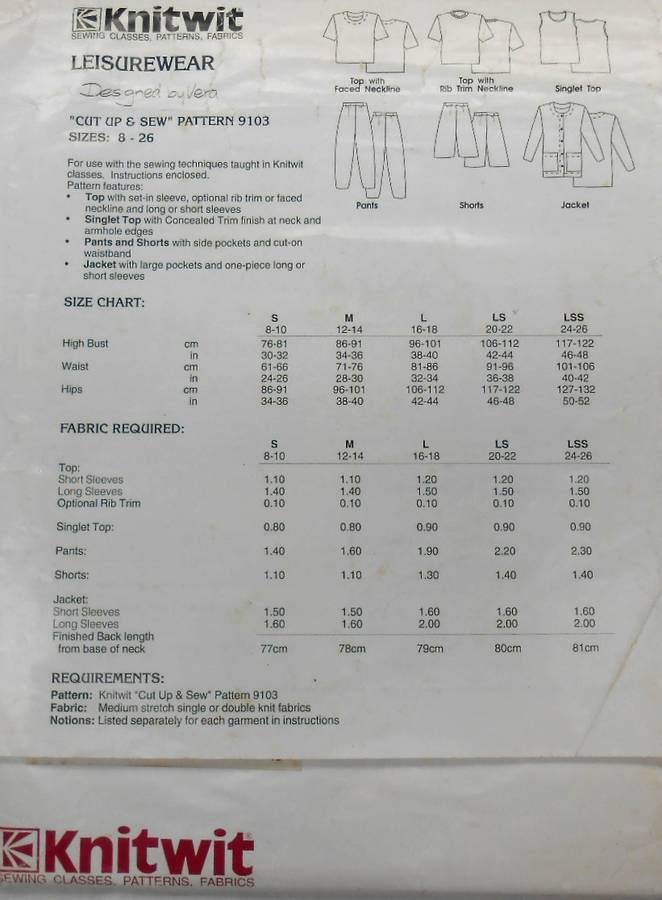 Knitwit
SEWING CLASSES, PATTERNS, FABRICS
LEISUREWEAR
Designed by Vera
"CUT UP & SEW" PATTERN 9103
SIZES: 8 - 26
For use with the sewing techniques taught in Knitwit
classes. Instructions enclosed.
Pattern features:
• Top with set-in sleeve, optional rib trim or faced
neckline and long or short sleeves
• Singlet Top with Concealed Trim finish at neck and
armhole edges
• Pants and Shorts with side pockets and cut-on
waistband
• Jacket with large pockets and one-piece long or
short sleeves
Top with
Faced Neckline
Top with
Rib Trim Neckline
Singlet Top
Pants
Shorts
Jacket
SIZE CHART:
S M L LS LSS
8-10 12-14 16-18 20-22 24-26
High Bust cm 76-81 86-91 96-101 106-112 117-122
in 30-32 34-36 38-40 42-44 46-48
Waist cm 61-66 71-76 81-86 91-96 101-106
in 24-26 28-30 32-34 36-38 40-42
Hips cm 86-91 96-101 106-112 117-122 127-132
in 34-36 38-40 42-44 46-48 50-52
FABRIC REQUIRED:
S M L LS LSS
8-10 12-14 16-18 20-22 24-26
Top:
Short Sleeves 1.10 1.10 1.20 1.20 1.20
Long Sleeves 1.40 1.40 1.50 1.50 1.50
Optional Rib Trim 0.10 0.10 0.10 0.10 0.10
Singlet Top: 0.80 0.80 0.90 0.90 0.90
Pants: 1.40 1.60 1.90 2.20 2.30
Shorts: 1.10 1.10 1.30 1.40 1.40
Jacket:
Short Sleeves 1.50 1.50 1.60 1.60 1.60
Long Sleeves 1.60 1.60 2.00 2.00 2.00
Finished Back length
from base of neck 77cm 78cm 79cm 80cm 81cm
REQUIREMENTS:
Pattern: Knitwit "Cut Up & Sew" Pattern 9103
Fabric: Medium stretch single or double knit fabrics
Notions: Listed separately for each garment in instructions
Knitwit
SEWING CLASSES, PATTERNS, FABRICS